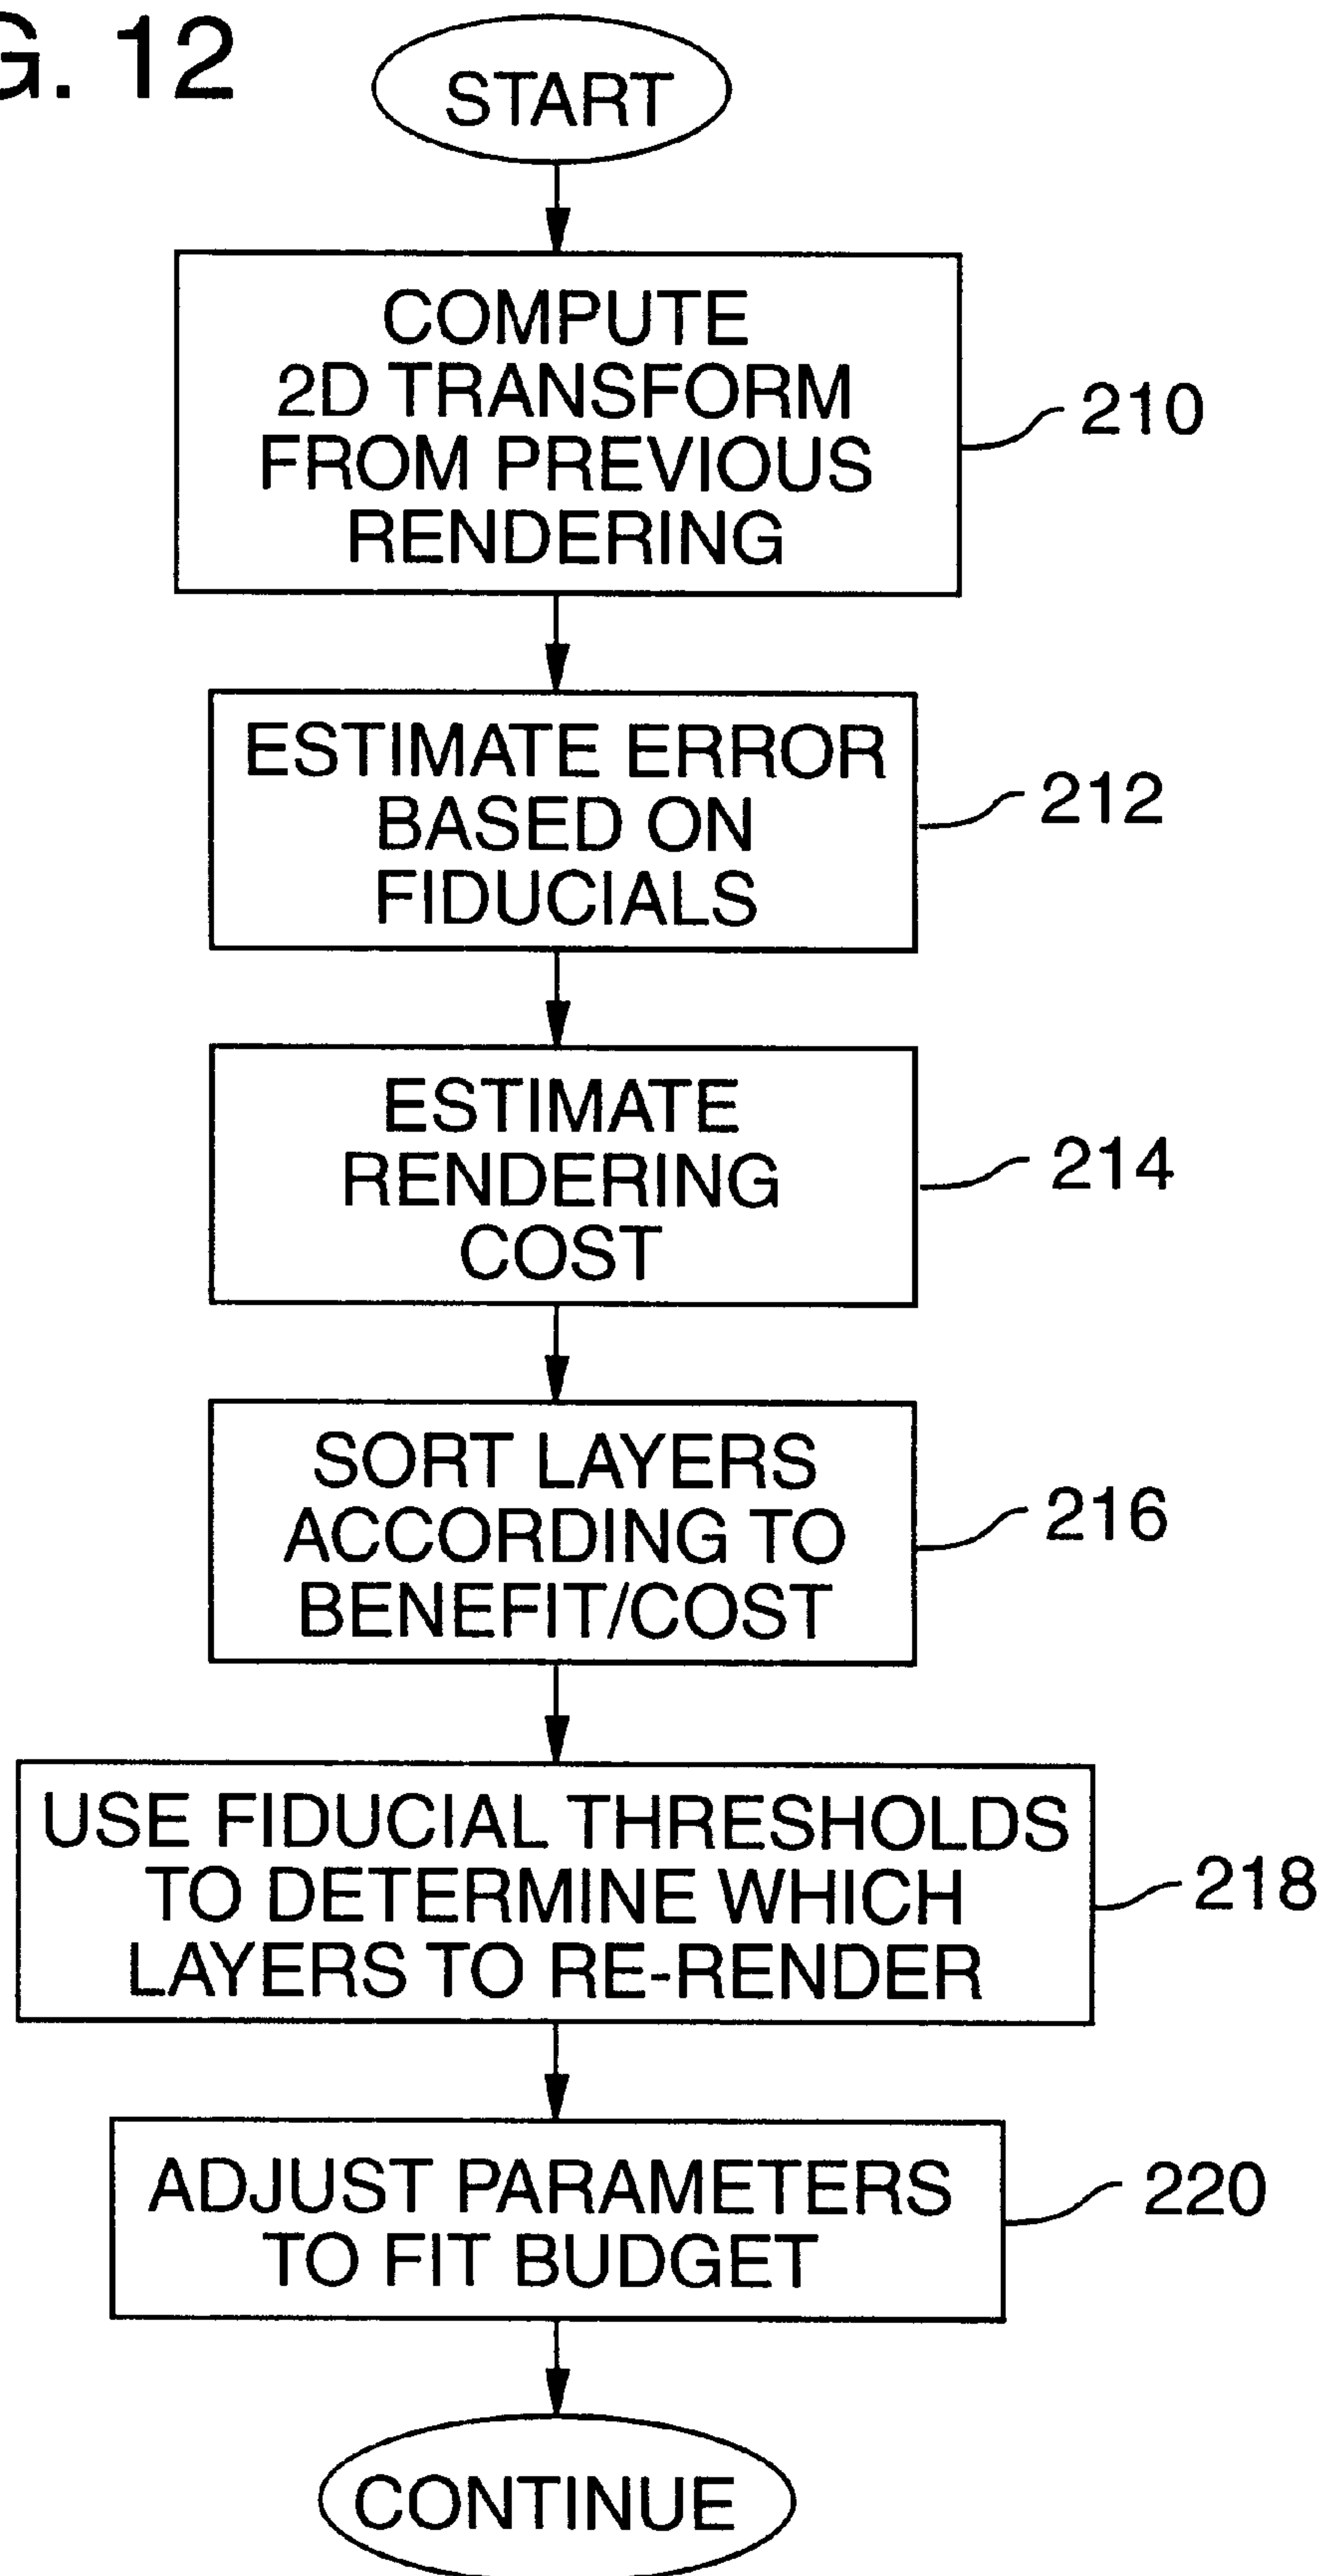 G. 12
START
COMPUTE
2D TRANSFORM
FROM PREVIOUS
RENDERING
210
ESTIMATE ERROR
BASED ON
FIDUCIALS
212
ESTIMATE
RENDERING
COST
214
SORT LAYERS
ACCORDING TO
BENEFIT/COST
216
USE FIDUCIAL THRESHOLDS
TO DETERMINE WHICH
LAYERS TO RE-RENDER
218
ADJUST PARAMETERS
TO FIT BUDGET
220
CONTINUE